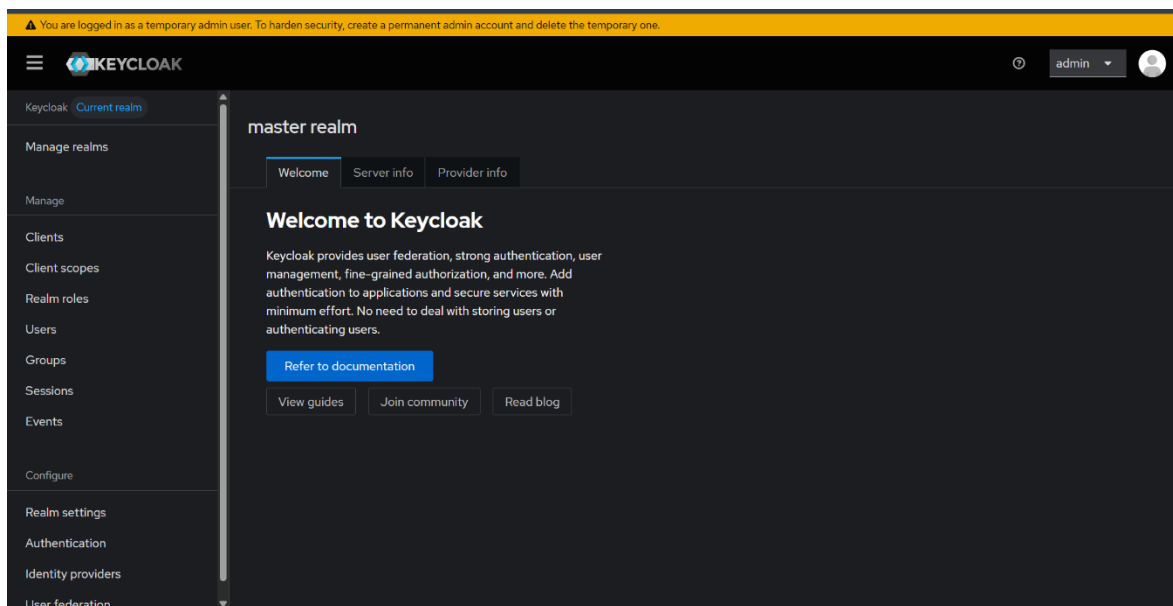 You are logged in as a temporary admin user. To harden security, create a permanent admin account and delete the temporary one.
KEYCLOAK
admin
Keycloak Current realm
Manage realms
Manage
Clients
Client scopes
Realm roles
Users
Groups
Sessions
Events
Configure
Realm settings
Authentication
Identity providers
User federation
master realm
Welcome Server info Provider info
Welcome to Keycloak
Keycloak provides user federation, strong authentication, user
management, fine-grained authorization, and more. Add
authentication to applications and secure services with
minimum effort. No need to deal with storing users or
authenticating users.
Refer to documentation
View guides Join community Read blog